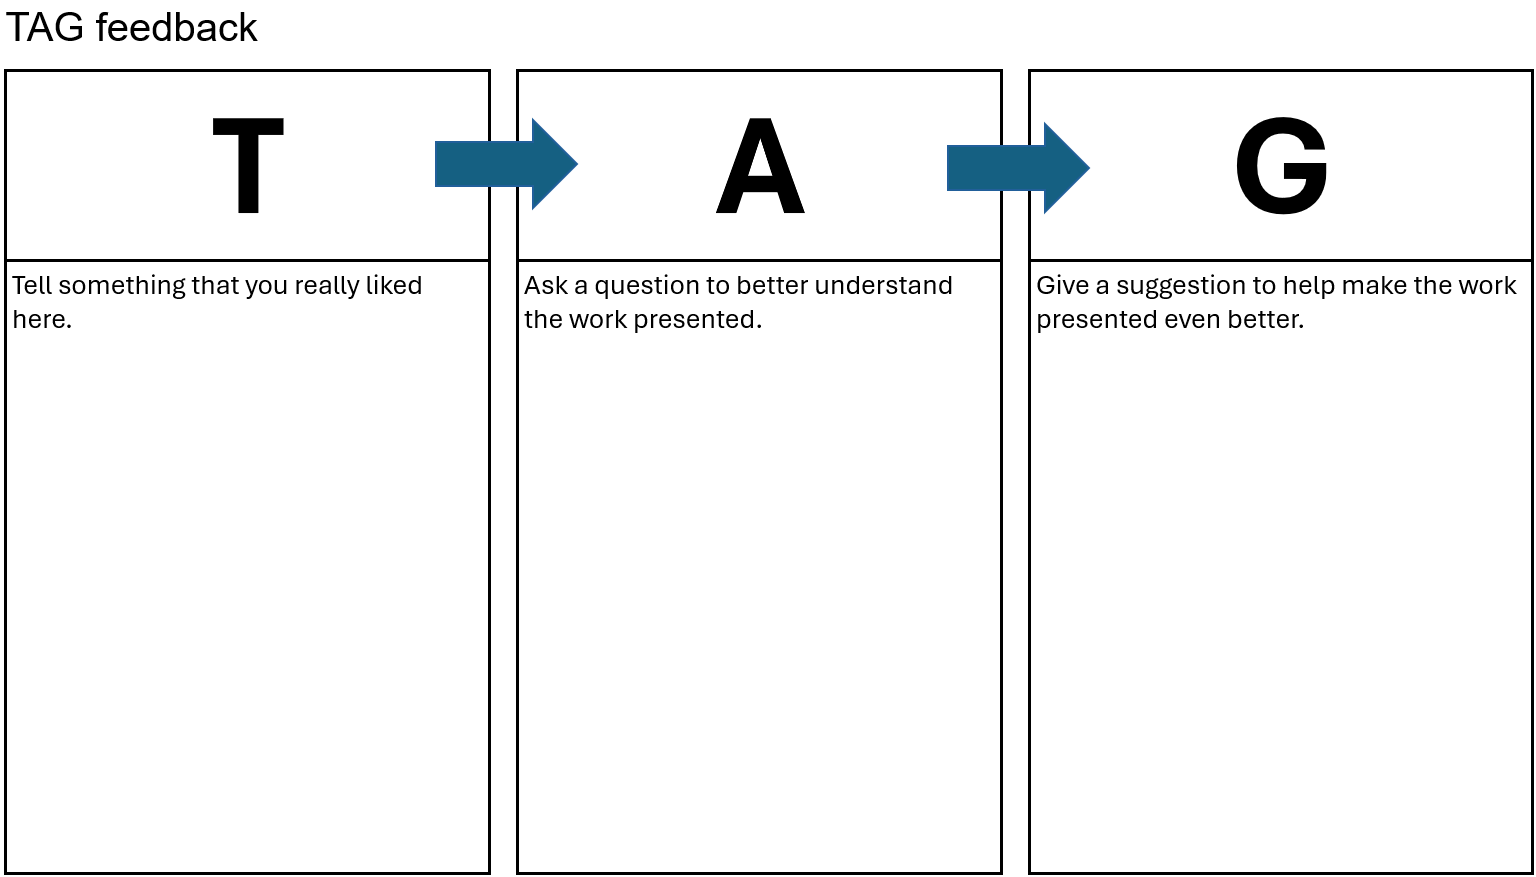 TAG feedback
T
A
G
Tell something that you really liked
here.
Ask a question to better understand
the work presented.
Give a suggestion to help make the work
presented even better.